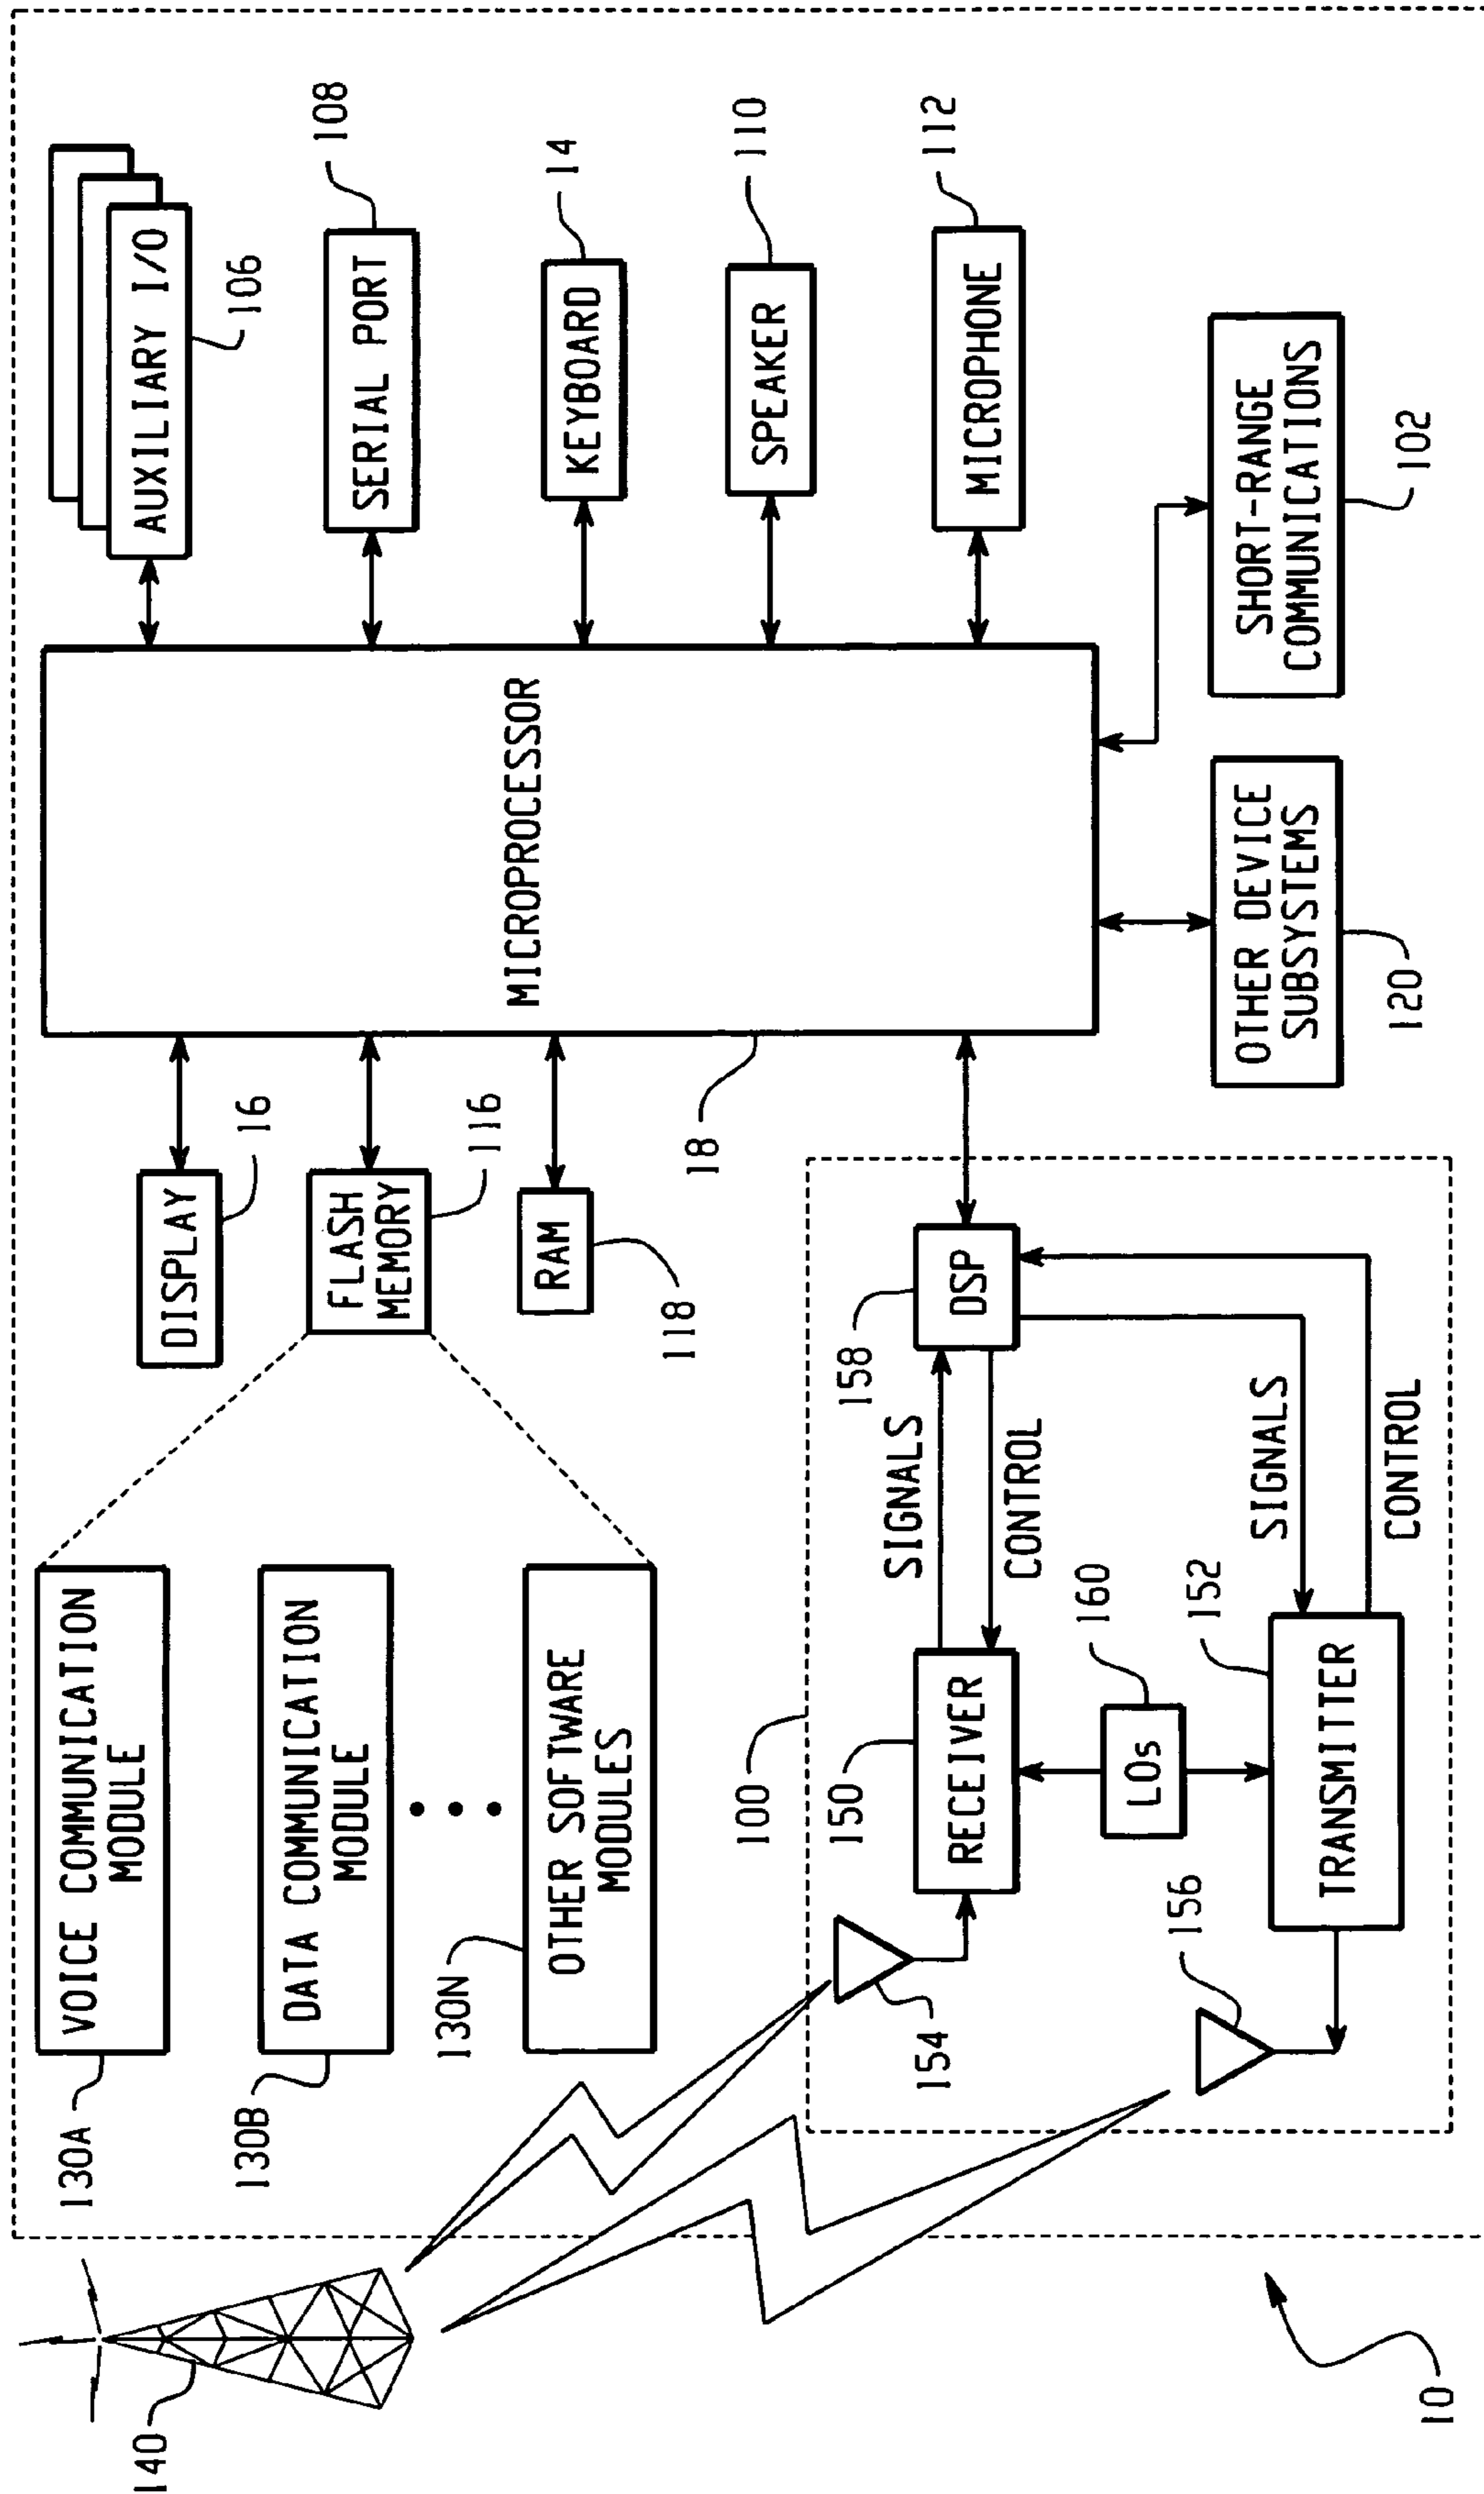 140
10
130A
VOICE COMMUNICATION
MODULE
130B
DATA COMMUNICATION
MODULE
130N
OTHER SOFTWARE
MODULES
DISPLAY
16
FLASH
MEMORY
116
RAM
118
18
MICROPROCESSOR
AUXILIARY I/O
106
SERIAL PORT
108
KEYBOARD
14
SPEAKER
110
MICROPHONE
112
SHORT-RANGE
COMMUNICATIONS
102
OTHER DEVICE
SUBSYSTEMS
120
100
150
RECEIVER
154
SIGNALS
CONTROL
158
DSP
160
LOs
152
TRANSMITTER
156
SIGNALS
CONTROL